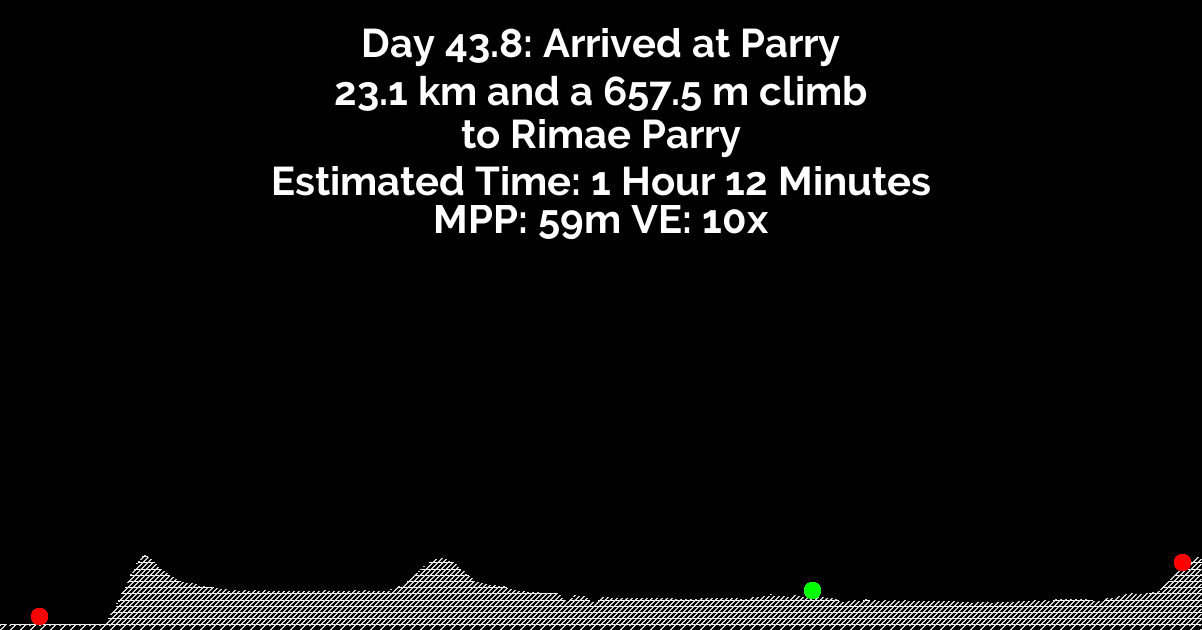 Day 43.8: Arrived at Parry
23.1 km and a 657.5 m climb
to Rimae Parry
Estimated Time: 1 Hour 12 Minutes
MPP: 59m VE: 10x